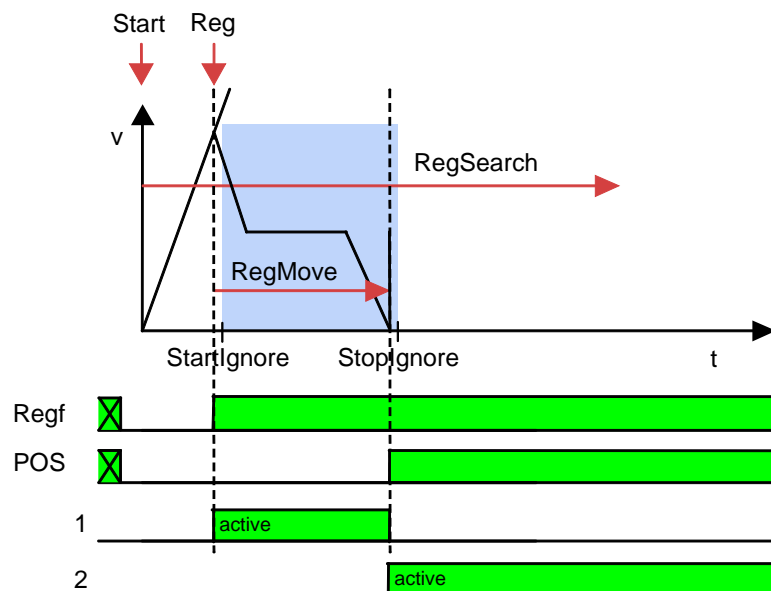 Start Reg
v
RegSearch
RegMove
StartIgnore StopIgnore t
Regf
POS
1 active
2 active